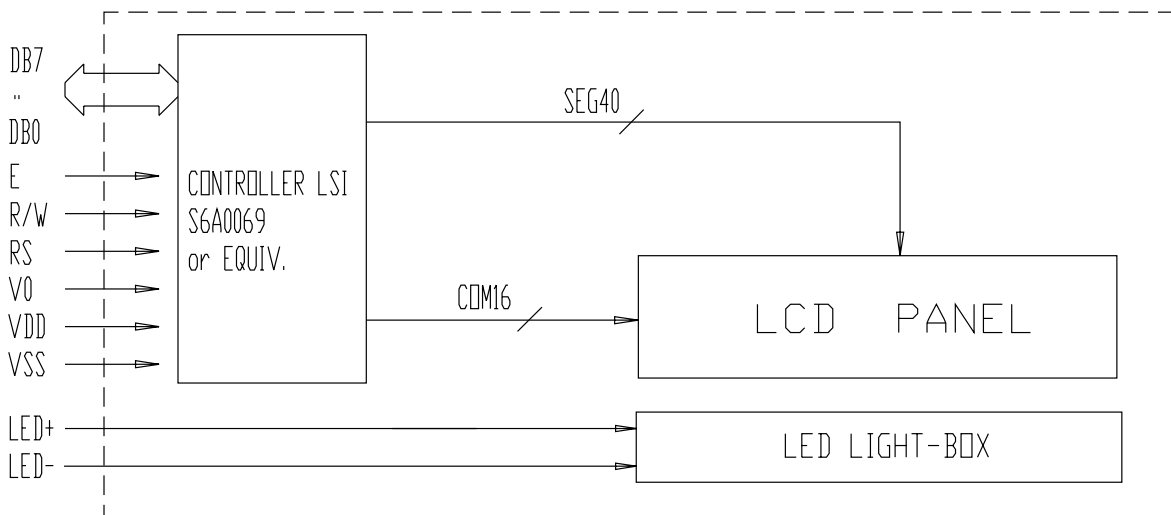 DB7
"
DB0
E
R/W
RS
V0
VDD
VSS
LED+
LED-
CONTROLLER LSI
S6A0069
or EQUIV.
SEG40
COM16
LCD PANEL
LED LIGHT-BOX